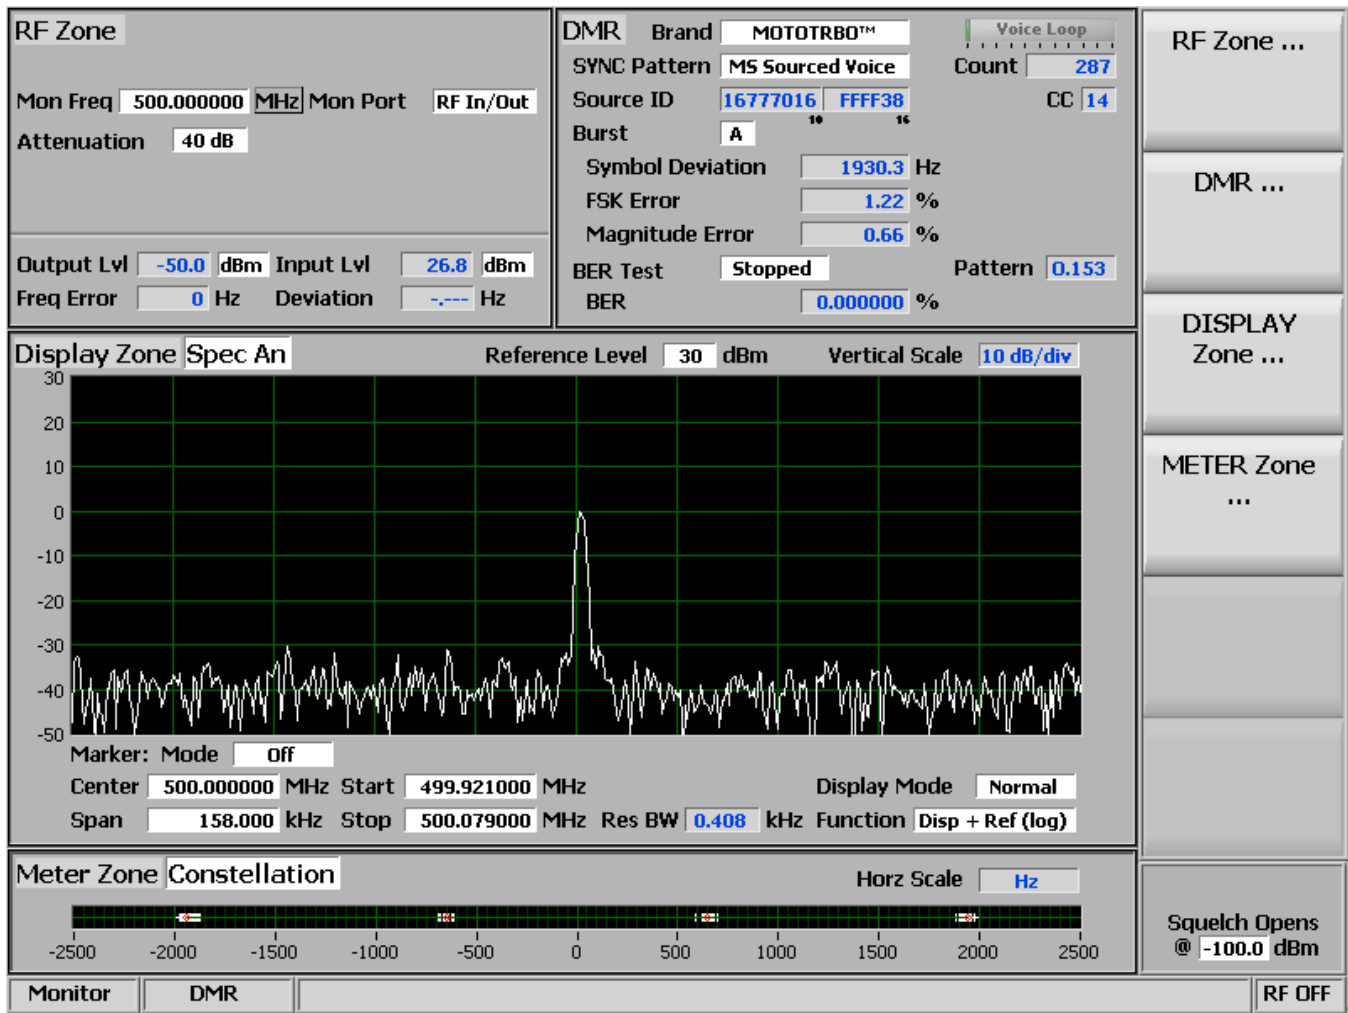 RF Zone
Mon Freq 500.000000 MHz Mon Port RF In/Out
Attenuation 40 dB
Output Lvl -50.0 dBm Input Lvl 26.8 dBm
Freq Error 0 Hz Deviation -.--- Hz
DMR Brand MOTOTRBO™ Voice Loop
SYNC Pattern MS Sourced Voice Count 287
Source ID 16777016 FFFF38 CC 14
10 16
Burst A
Symbol Deviation 1930.3 Hz
FSK Error 1.22 %
Magnitude Error 0.66 %
BER Test Stopped Pattern O.153
BER 0.000000 %
Display Zone Spec An Reference Level 30 dBm Vertical Scale 10 dB/div
30
20
10
0
-10
-20
-30
-40
-50
Marker: Mode Off
Center 500.000000 MHz Start 499.921000 MHz Display Mode Normal
Span 158.000 kHz Stop 500.079000 MHz Res BW 0.408 kHz Function Disp + Ref (log)
Meter Zone Constellation Horz Scale Hz
-2500 -2000 -1500 -1000 -500 0 500 1000 1500 2000 2500
Monitor DMR RF OFF
RF Zone ...
DMR ...
DISPLAY
Zone ...
METER Zone
...
Squelch Opens
@ -100.0 dBm